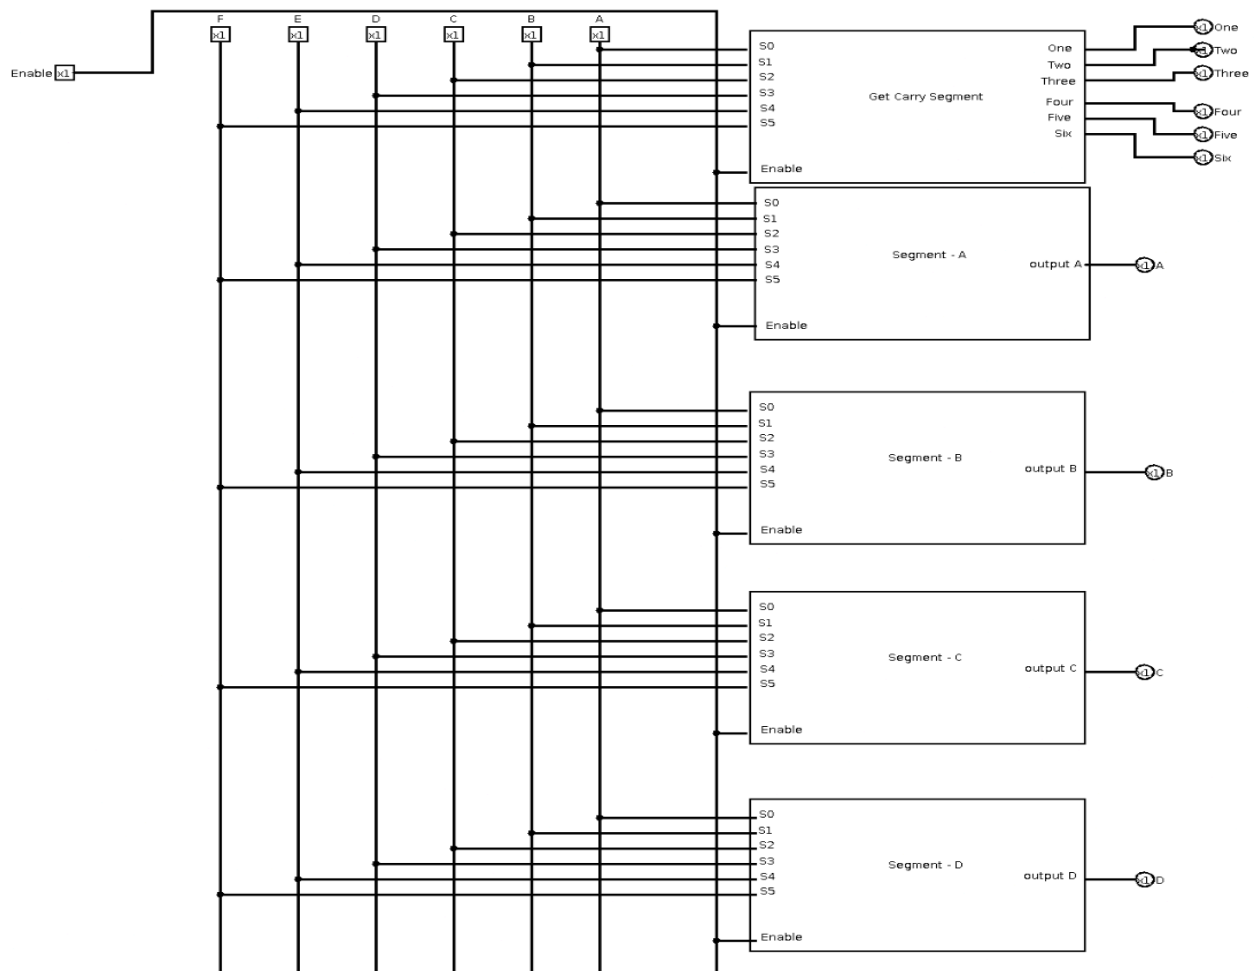 F E D C B A
x1 x1 x1 x1 x1 x1
Enable x1
S0
S1
S2
S3
S4
S5
Enable
Get Carry Segment
One
Two
Three
Four
Five
Six
x1 One
x1 Two
x1 Three
x1 Four
x1 Five
x1 Six
S0
S1
S2
S3
S4
S5
Enable
Segment - A
output A
x1 A
S0
S1
S2
S3
S4
S5
Enable
Segment - B
output B
x1 B
S0
S1
S2
S3
S4
S5
Enable
Segment - C
output C
x1 C
S0
S1
S2
S3
S4
S5
Enable
Segment - D
output D
x1 D